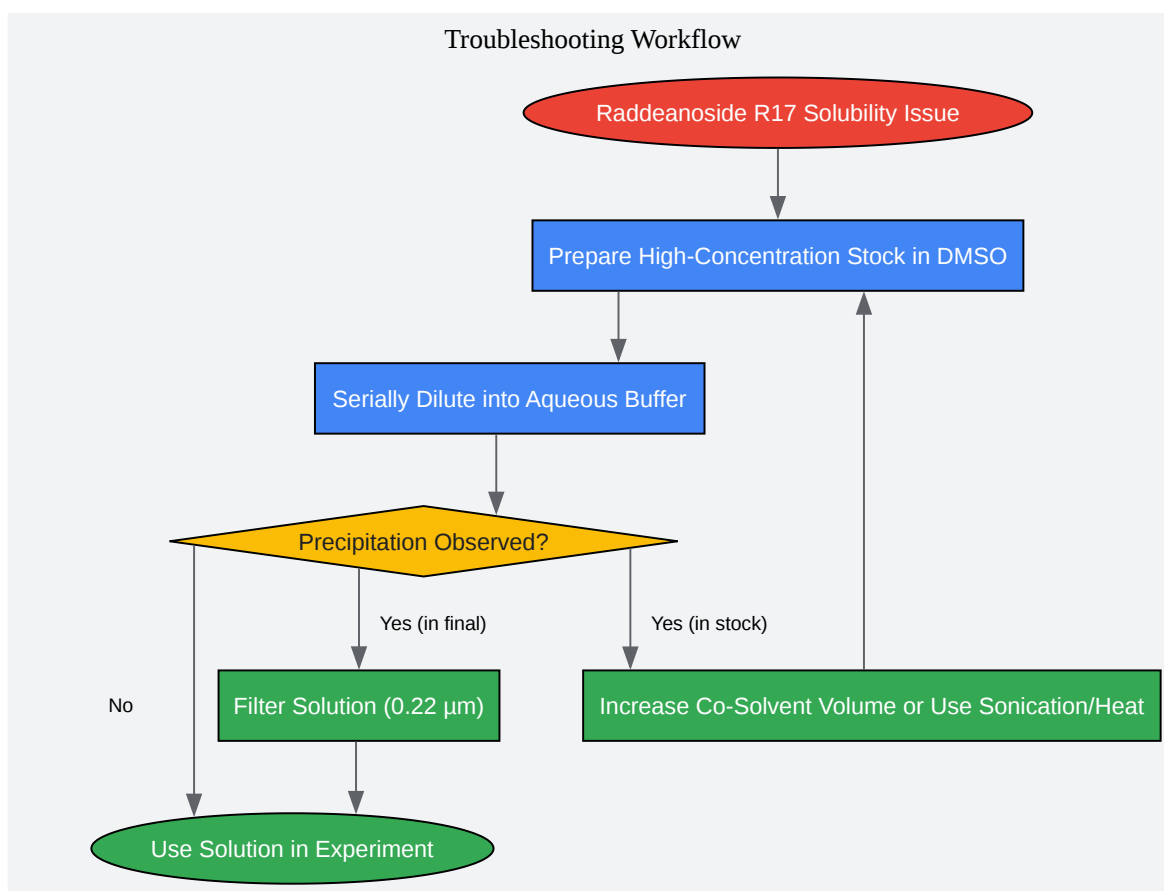 Troubleshooting Workflow
Raddeanoside R17 Solubility Issue
Prepare High-Concentration Stock in DMSO
Serially Dilute into Aqueous Buffer
Precipitation Observed?
Yes (in final)
Yes (in stock)
No
Filter Solution (0.22 µm)
Increase Co-Solvent Volume or Use Sonication/Heat
Use Solution in Experiment